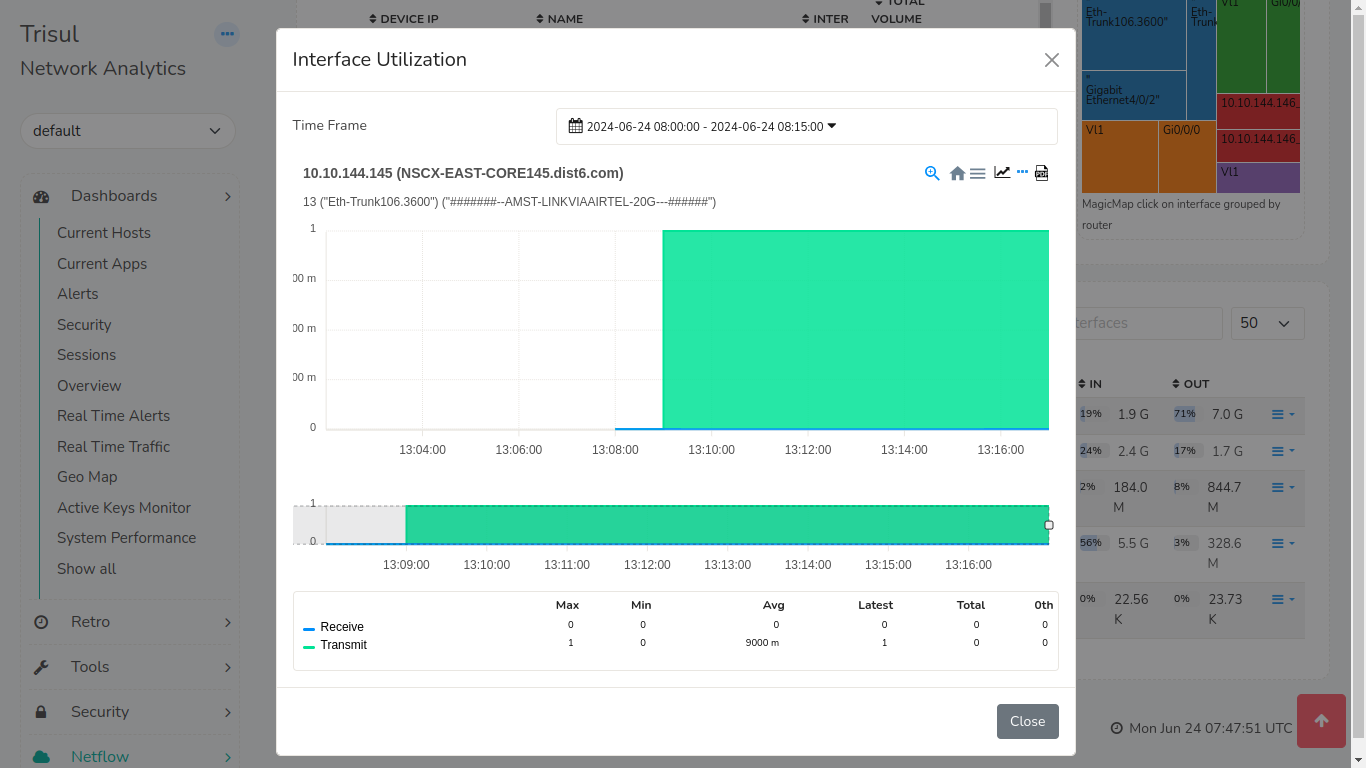 Trisul
Network Analytics
default
Dashboards
Current Hosts
Current Apps
Alerts
Security
Sessions
Overview
Real Time Alerts
Real Time Traffic
Geo Map
Active Keys Monitor
System Performance
Show all
Retro
Tools
Security
Netflow
DEVICE IP
NAME
INTER
TOTAL
VOLUME
Interface Utilization
Time Frame
2024-06-24 08:00:00 - 2024-06-24 08:15:00
10.10.144.145 (NSCX-EAST-CORE145.dist6.com)
PDF
13 ("Eth-Trunk106.3600") ("#######--AMST-LINKVIAAIRTEL-20G---######")
1
00 m
00 m
00 m
0
13:04:00 13:06:00 13:08:00 13:10:00 13:12:00 13:14:00 13:16:00
1
0
13:09:00 13:10:00 13:11:00 13:12:00 13:13:00 13:14:00 13:15:00 13:16:00
Max Min Avg Latest Total 0th
Receive 0 0 0 0 0 0
Transmit 1 0 9000 m 1 0 0
Close
Eth-
Trunk106.3600"
Eth-
Trunk
Vl1
Gi0/0/
"
Gigabit
Ethernet4/0/2"
10.10.144.146_
10.10.144.146_
Vl1
Gi0/0/0
Vl1
MagicMap click on interface grouped by
router
terfaces
50
IN OUT
19% 1.9 G 71% 7.0 G
24% 2.4 G 17% 1.7 G
2% 184.0 M 8% 844.7 M
56% 5.5 G 3% 328.6 M
0% 22.56 K 0% 23.73 K
Mon Jun 24 07:47:51 UTC